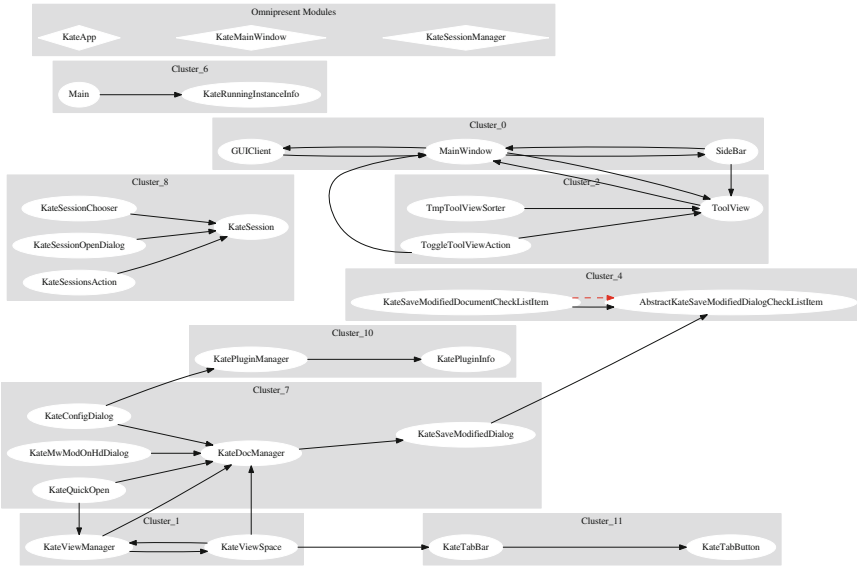 Omnipresent Modules
KateApp
KateMainWindow
KateSessionManager
Cluster_6
Main
KateRunningInstanceInfo
Cluster_0
GUIClient
MainWindow
SideBar
Cluster_8
KateSessionChooser
KateSession
KateSessionOpenDialog
KateSessionsAction
Cluster_2
TmpToolViewSorter
ToolView
ToggleToolViewAction
Cluster_4
KateSaveModifiedDocumentCheckListItem
AbstractKateSaveModifiedDialogCheckListItem
Cluster_10
KatePluginManager
KatePluginInfo
Cluster_7
KateConfigDialog
KateSaveModifiedDialog
KateMwModOnHdDialog
KateDocManager
KateQuickOpen
Cluster_1
KateViewManager
KateViewSpace
Cluster_11
KateTabBar
KateTabButton